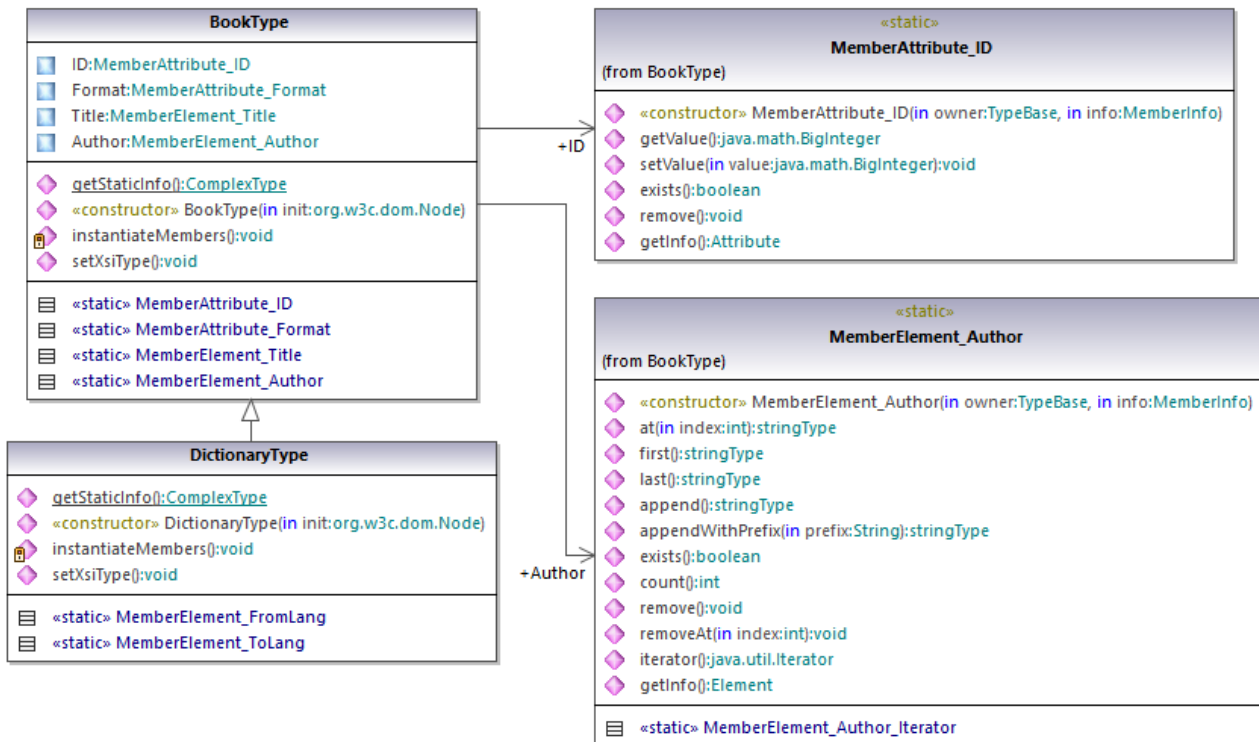 BookType
ID:MemberAttribute_ID
Format:MemberAttribute_Format
Title:MemberElement_Title
Author:MemberElement_Author
getStaticInfo():ComplexType
«constructor» BookType(in init:org.w3c.dom.Node)
instantiateMembers():void
setXsiType():void
«static» MemberAttribute_ID
«static» MemberAttribute_Format
«static» MemberElement_Title
«static» MemberElement_Author
DictionaryType
getStaticInfo():ComplexType
«constructor» DictionaryType(in init:org.w3c.dom.Node)
instantiateMembers():void
setXsiType():void
«static» MemberElement_FromLang
«static» MemberElement_ToLang
+ID
+Author
«static»
MemberAttribute_ID
(from BookType)
«constructor» MemberAttribute_ID(in owner:TypeBase, in info:MemberInfo)
getValue():java.math.BigInteger
setValue(in value:java.math.BigInteger):void
exists():boolean
remove():void
getInfo():Attribute
«static»
MemberElement_Author
(from BookType)
«constructor» MemberElement_Author(in owner:TypeBase, in info:MemberInfo)
at(in index:int):stringType
first():stringType
last():stringType
append():stringType
appendWithPrefix(in prefix:String):stringType
exists():boolean
count():int
remove():void
removeAt(in index:int):void
iterator():java.util.Iterator
getInfo():Element
«static» MemberElement_Author_Iterator